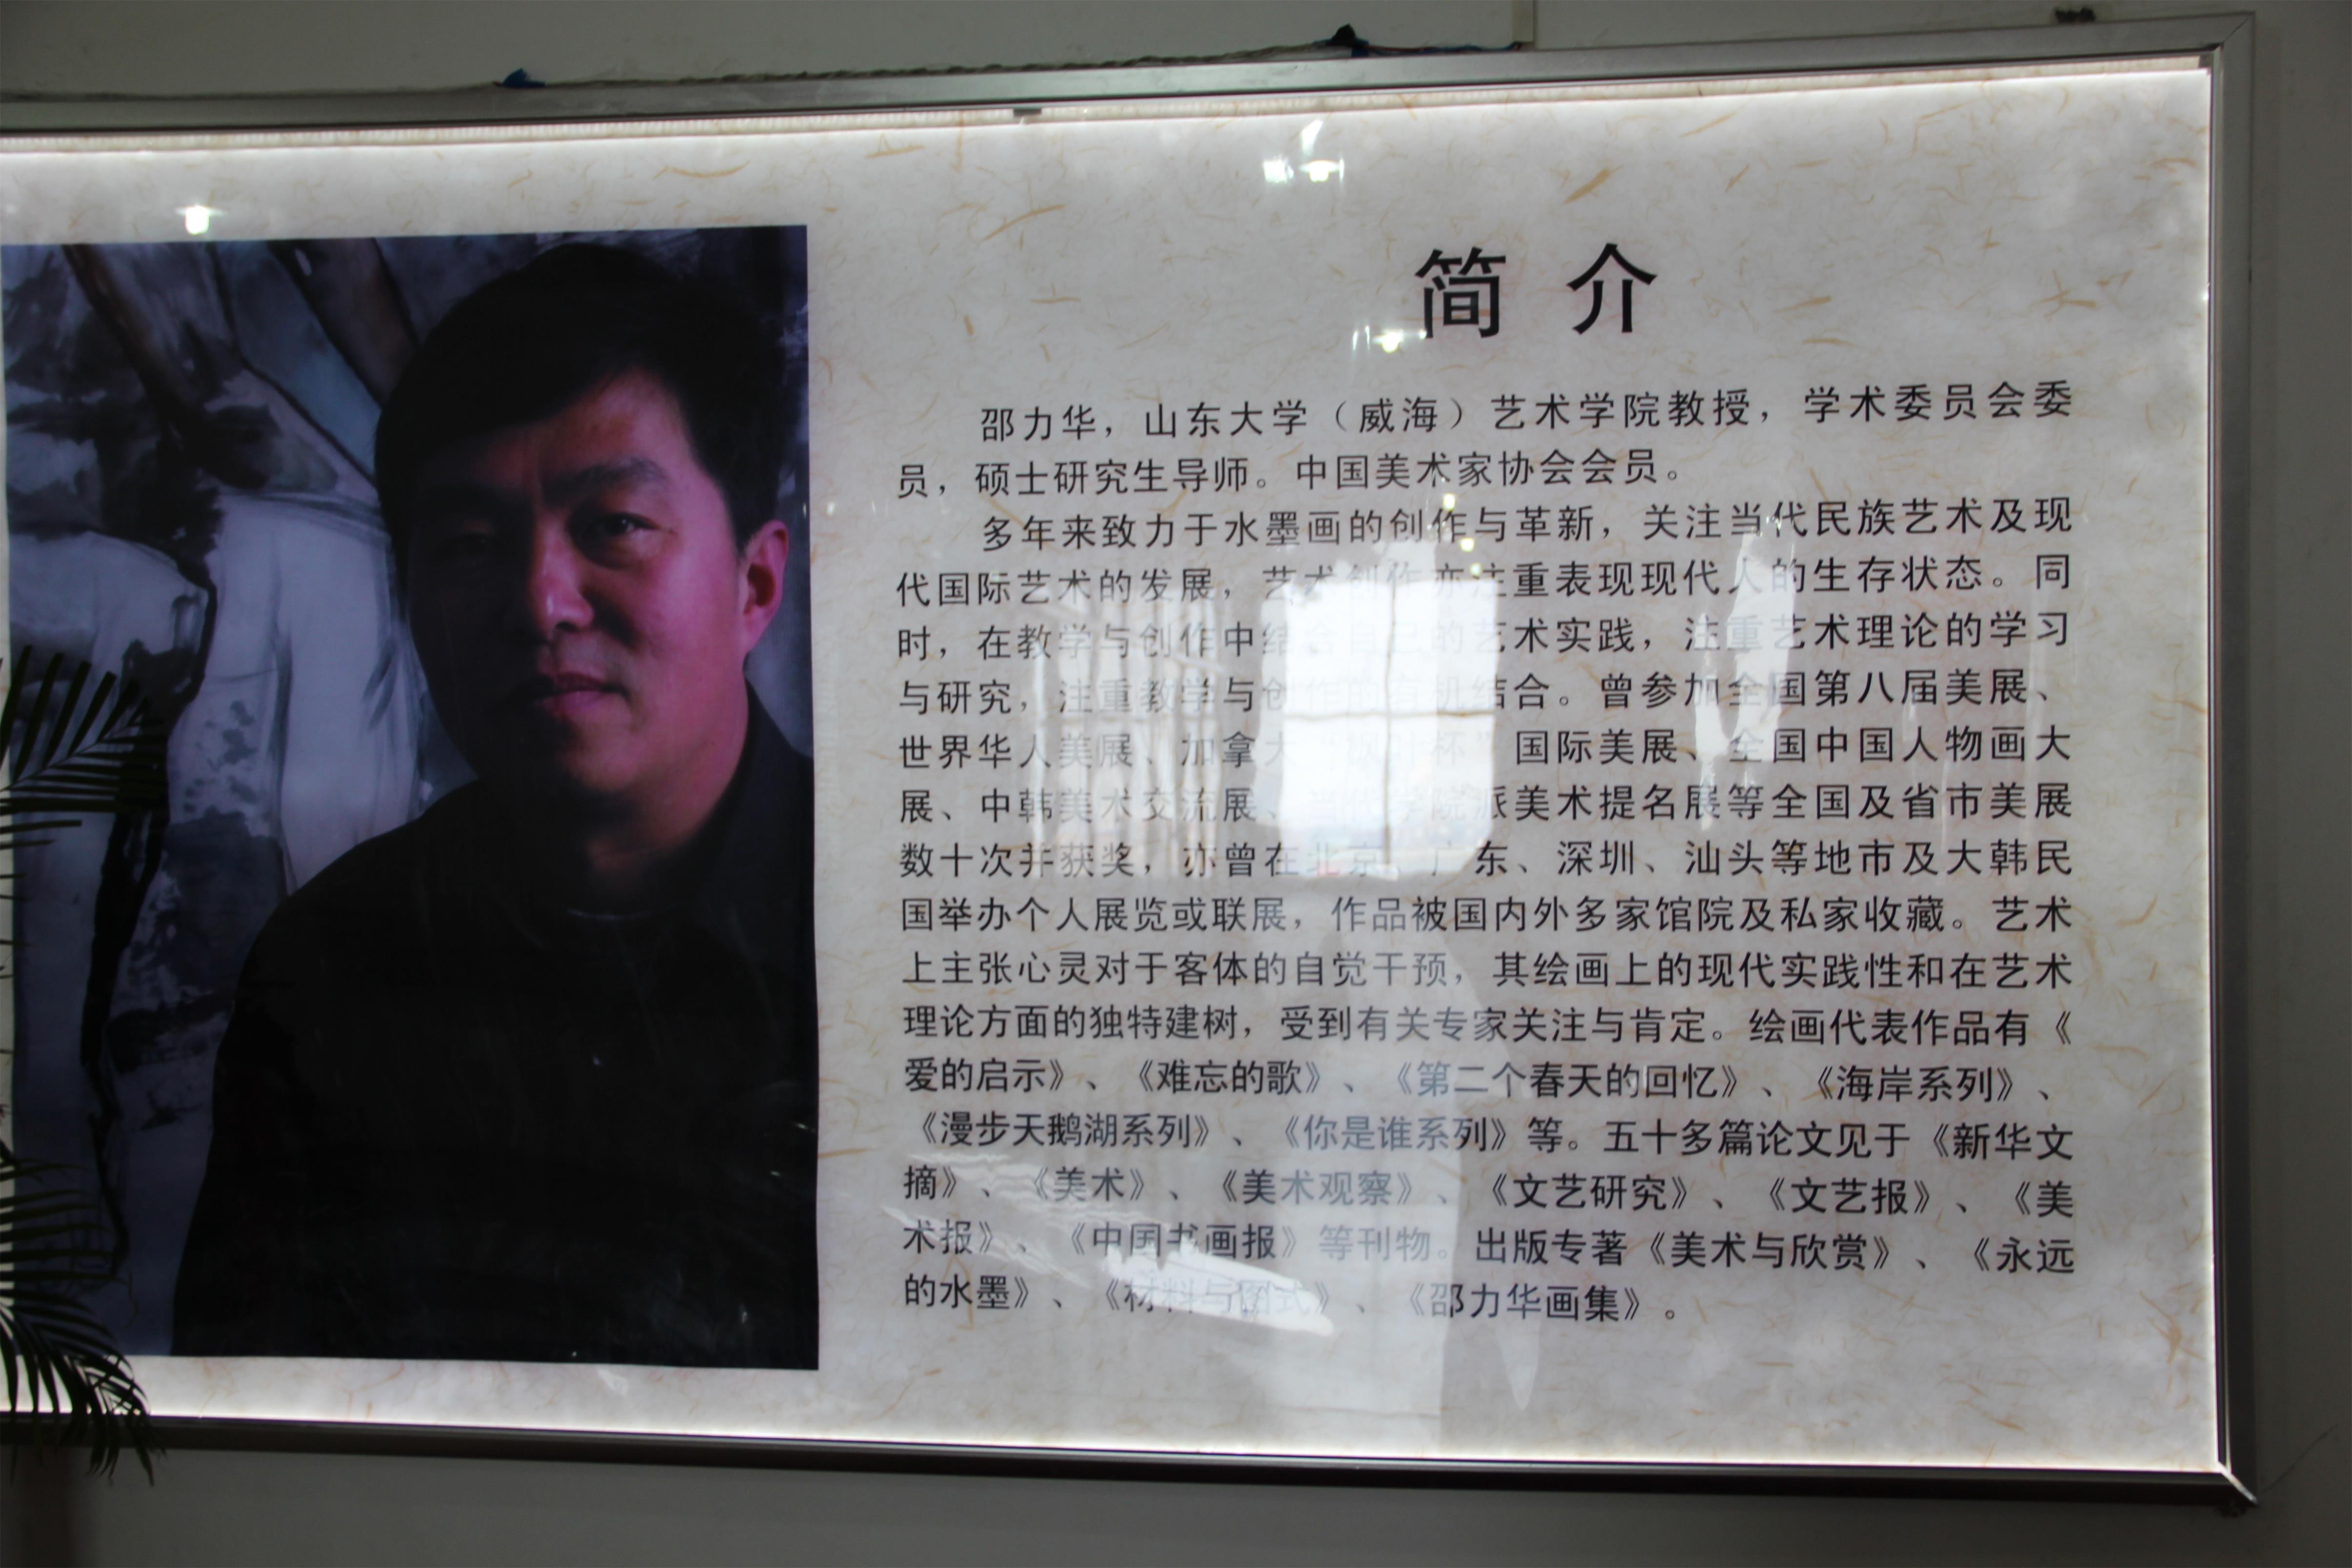 简介
邵力华，山东大学（威海）艺术学院教授，学术委员会委
员，硕士研究生导师。中国美术家协会会员。
多年来致力于水墨画的创作与革新，关注当代民族艺术及现
代国际艺术的发展，艺术创作亦注重表现现代人的生存状态。同
时，在教学与创作中结合自己的艺术实践，注重艺术理论的学习
与研究，注重教学与创作的有机结合。曾参加全国第八届美展、
世界华人美展、加拿大 杯 国际美展、全国中国人物画大
展、中韩美术交流展、当代学院派美术提名展等全国及省市美展
数十次并获奖，亦曾在北京、广东、深圳、汕头等地市及大韩民
国举办个人展览或联展，作品被国内外多家馆院及私家收藏。艺术
上主张心灵对于客体的自觉干预，其绘画上的现代实践性和在艺术
理论方面的独特建树，受到有关专家关注与肯定。绘画代表作品有《
爱的启示》、《难忘的歌》、《第二个春天的回忆》、《海岸系列》、
《漫步天鹅湖系列》、《你是谁系列》等。五十多篇论文见于《新华文
摘》、《美术》、《美术观察》、《文艺研究》、《文艺报》、《美
术报》、《中国书画报》等刊物。出版专著《美术与欣赏》、《永远
的水墨》、《材料与图式》、《邵力华画集》。